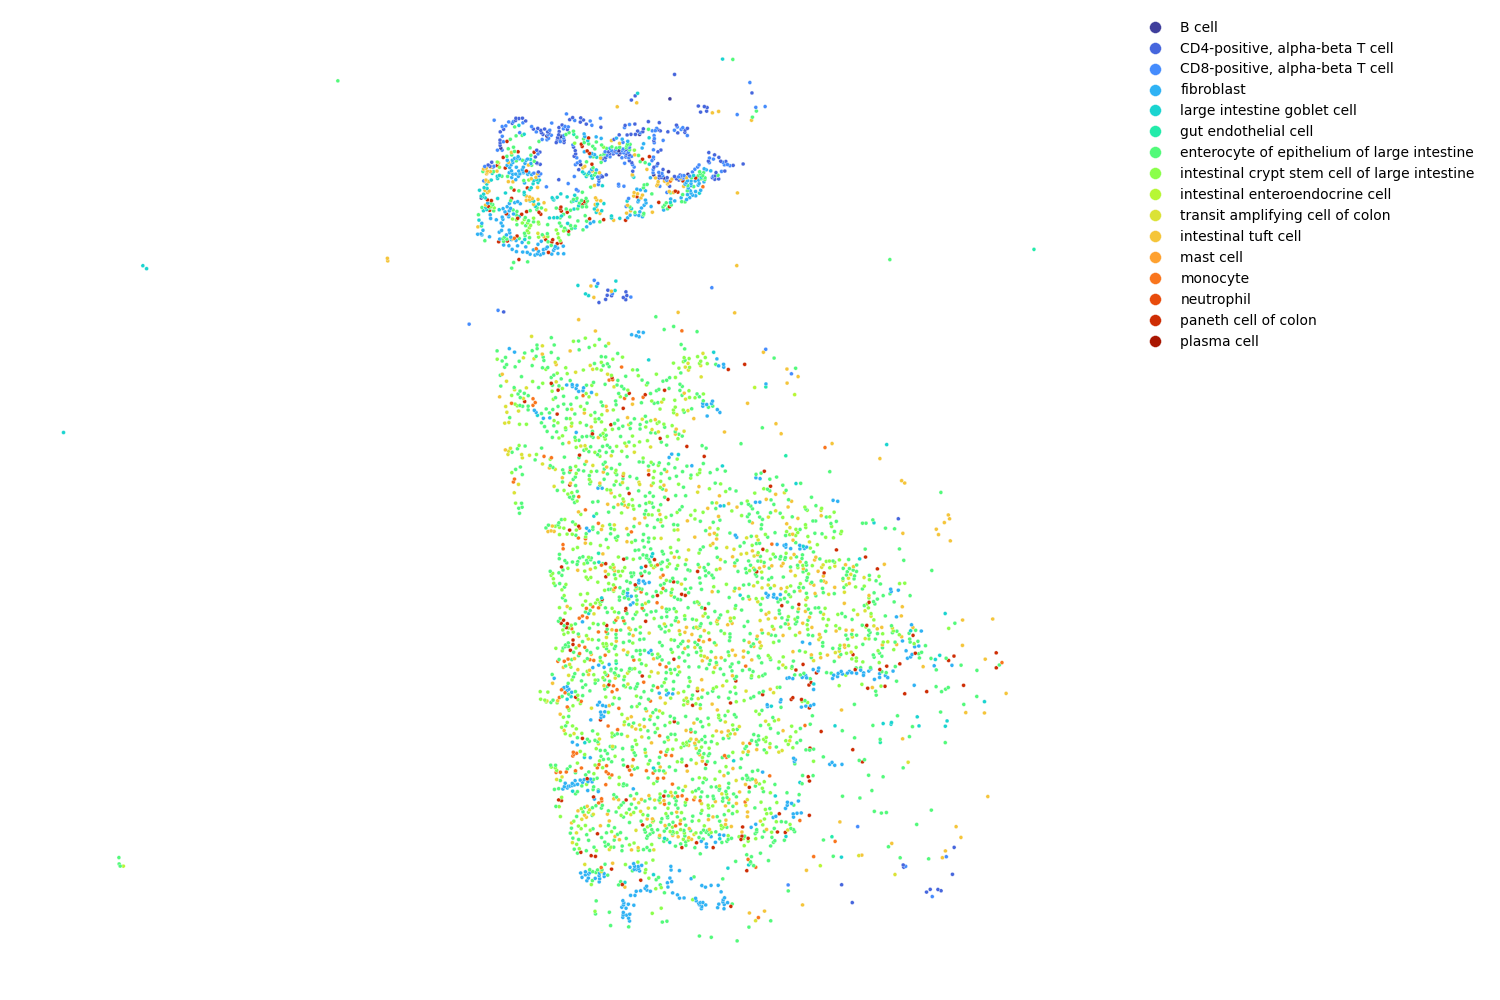 B cell
CD4-positive, alpha-beta T cell
CD8-positive, alpha-beta T cell
fibroblast
large intestine goblet cell
gut endothelial cell
enterocyte of epithelium of large intestine
intestinal crypt stem cell of large intestine
intestinal enteroendocrine cell
transit amplifying cell of colon
intestinal tuft cell
mast cell
monocyte
neutrophil
paneth cell of colon
plasma cell